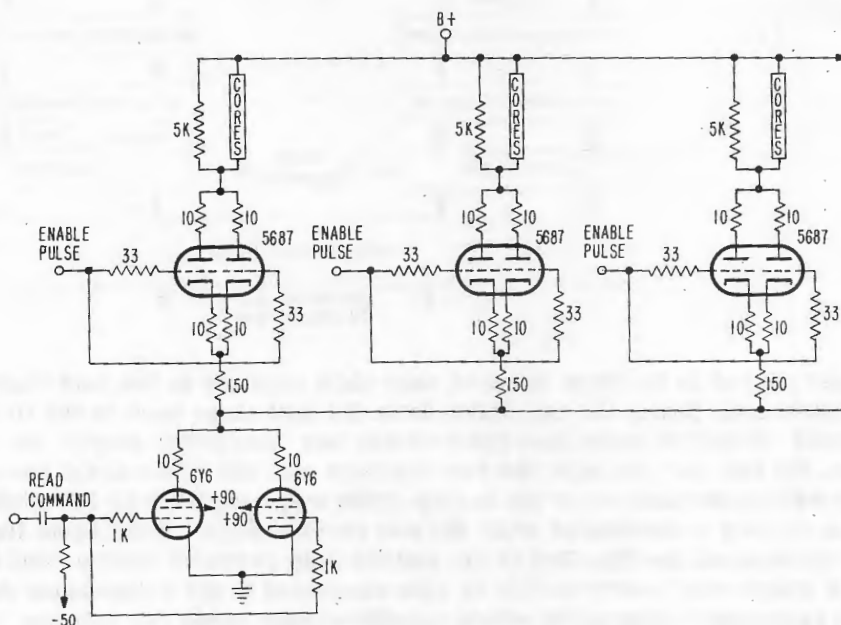 B+
5K
CORES
5K
CORES
5K
CORES
10
10
10
10
10
10
ENABLE
PULSE
33
5687
ENABLE
PULSE
33
5687
ENABLE
PULSE
33
5687
10
10
33
10
10
33
10
10
33
150
150
150
10
10
READ
COMMAND
6Y6
+90
+90
6Y6
1K
1K
-50